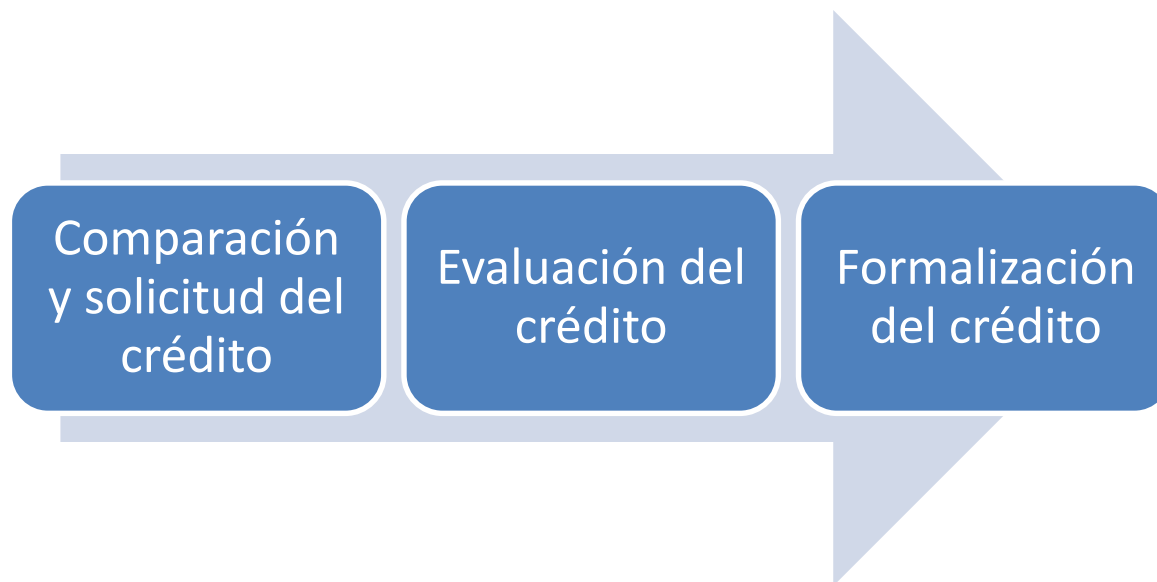 Comparación
y solicitud del
crédito
Evaluación del
crédito
Formalización
del crédito